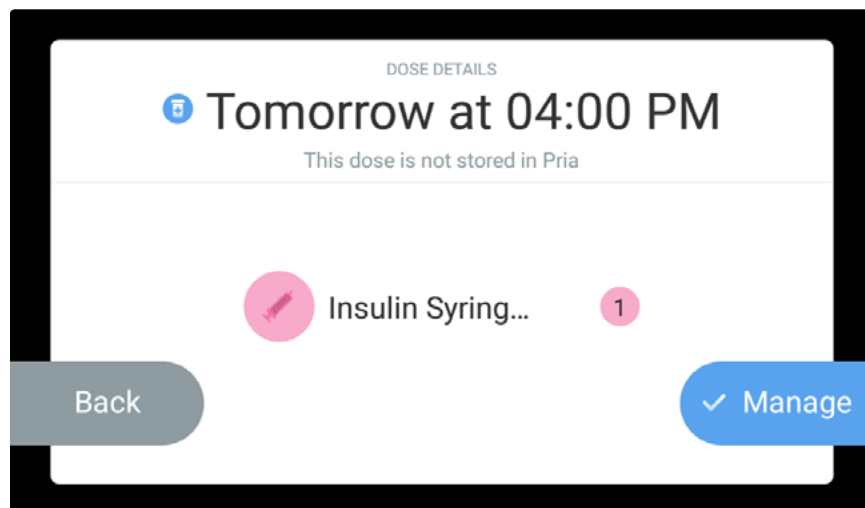 DOSE DETAILS
Tomorrow at 04:00 PM
This dose is not stored in Pria
Insulin Syring... 1
Back
Manage